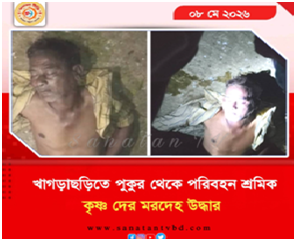 ০৮ মে ২০২৬
খাগড়াছড়িতে পুকুর থেকে পরিবহন শ্রমিক
কৃষ্ণ দের মরদেহ উদ্ধার